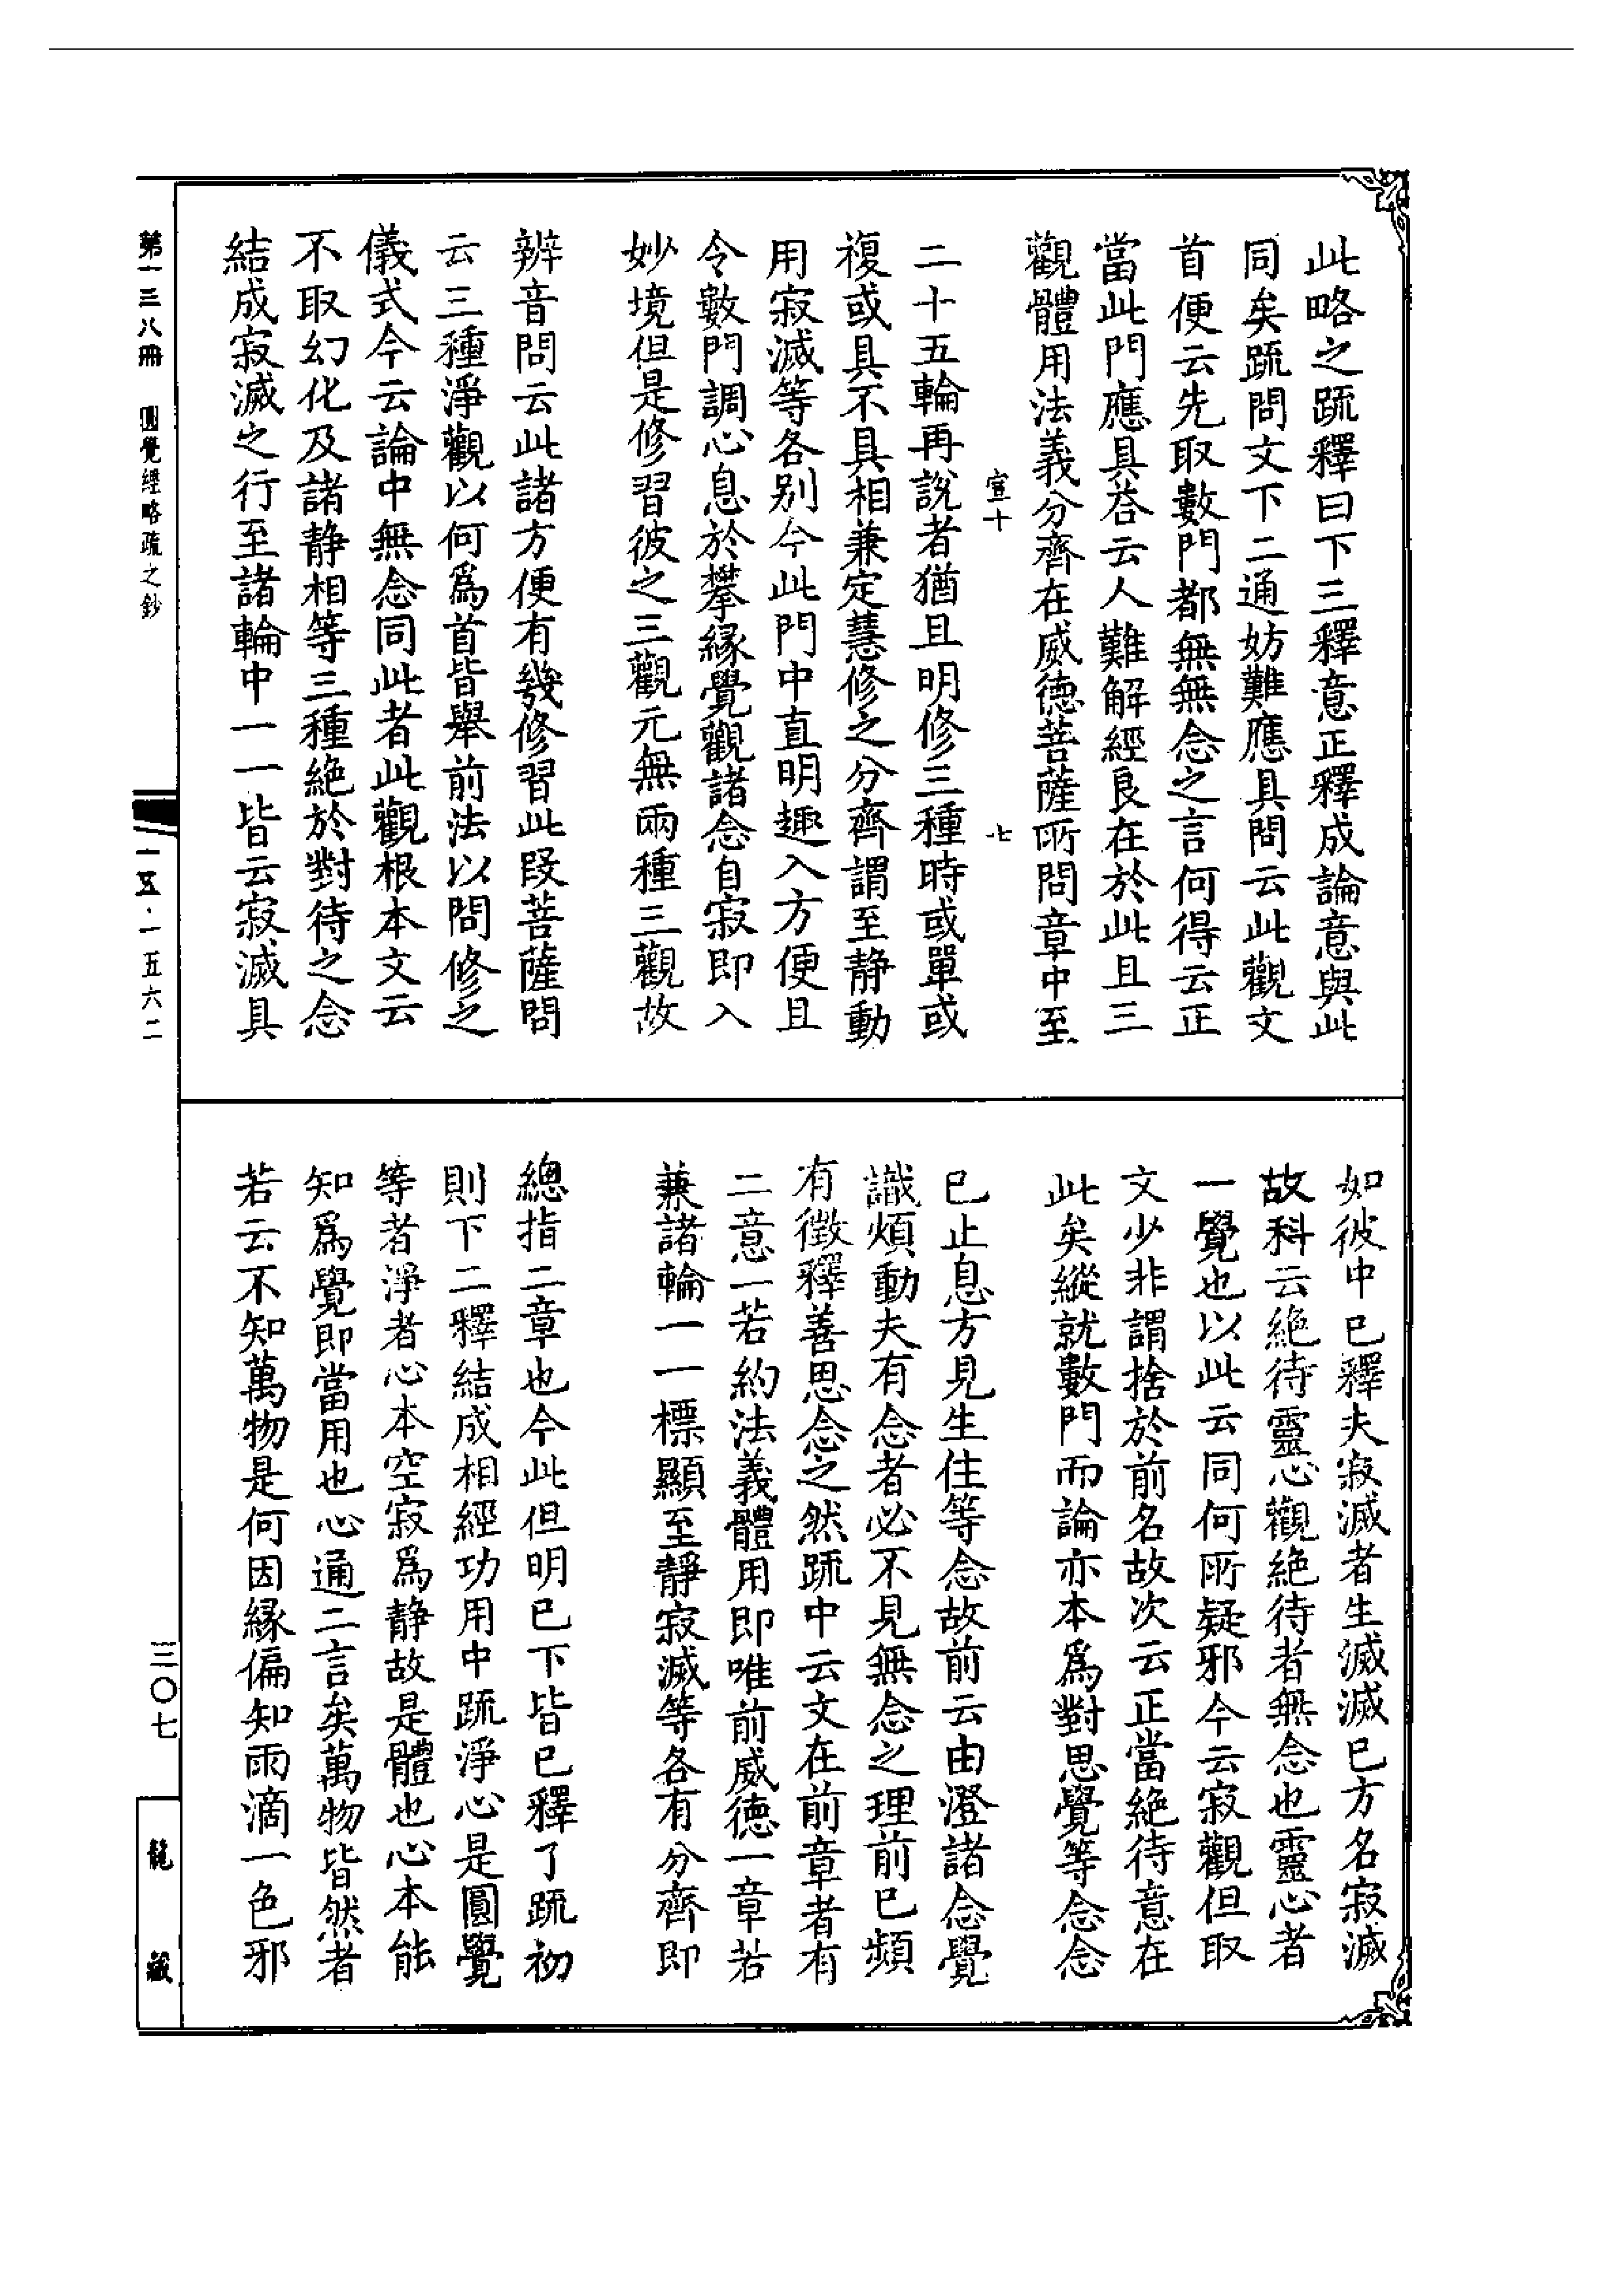 此略之疏釋曰下三釋意正釋成論意與此
同矣疏問文下二通妨難應具問云此觀文
首便云先取數門都無無念之言何得云正
當此門應具荅云人難解經良在於此且三
觀體用法義分齊在威德菩薩所問章中至
宣十 七
二十五輪再說者猶且明修三種時或單或
複或具不具相兼定慧修之分齊謂至静動
用寂滅等各别今此門中直明趣入方便且
令數門調心息於攀緣覺觀諸念自寂即入
妙境但是修習彼之三觀元無兩種三觀故
辨音問云此諸方便有幾修習此段菩薩問
云三種淨觀以何爲首皆舉前法以問修之
儀式今云論中無念同此者此觀根本文云
不取幻化及諸静相等三種絶於對待之念
結成寂滅之行至諸輪中一一皆云寂滅具
如彼中已釋夫寂滅者生滅滅已方名寂滅
故科云絶待靈心觀絶待者無念也靈心者
一覺也以此云同何所疑邪今云寂觀但取
文少非謂捨於前名故次云正當絶待意在
此矣縱就數門而論亦本爲對思覺等念念
已止息方見生住等念故前云由澄諸念覺
識煩動夫有念者必不見無念之理前已頻
有徵釋善思念之然疏中云文在前章者有
二意一若約法義體用即唯前威德一章若
兼諸輪一一標顯至靜寂滅等各有分齊即
總指二章也今此但明已下皆已釋了疏初
則下二釋結成相經功用中疏淨心是圓覺
等者淨者心本空寂爲静故是體也心本能
知爲覺即當用也心通二言矣萬物皆然者
若云不知萬物是何因緣偏知雨滴一色邪
第一三八冊 圓覺經略疏之鈔
一五·一五六二
三〇七
龍藏